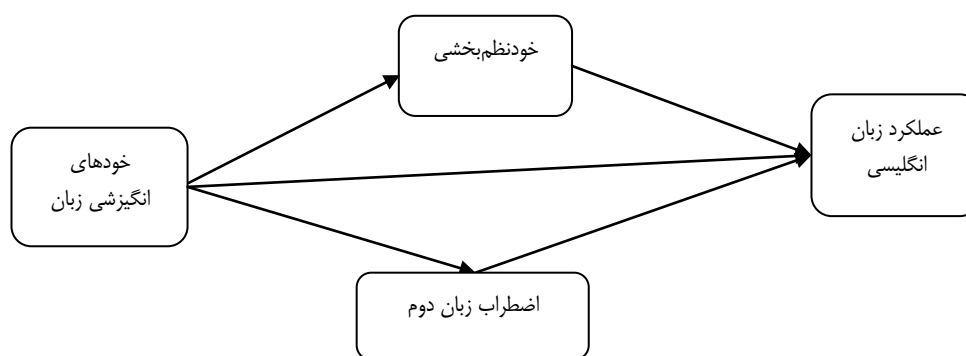 خودنظم‌بخشی
عملکرد زبان
انگلیسی
خودهای
انگیزشی زبان
اضطراب زبان دوم